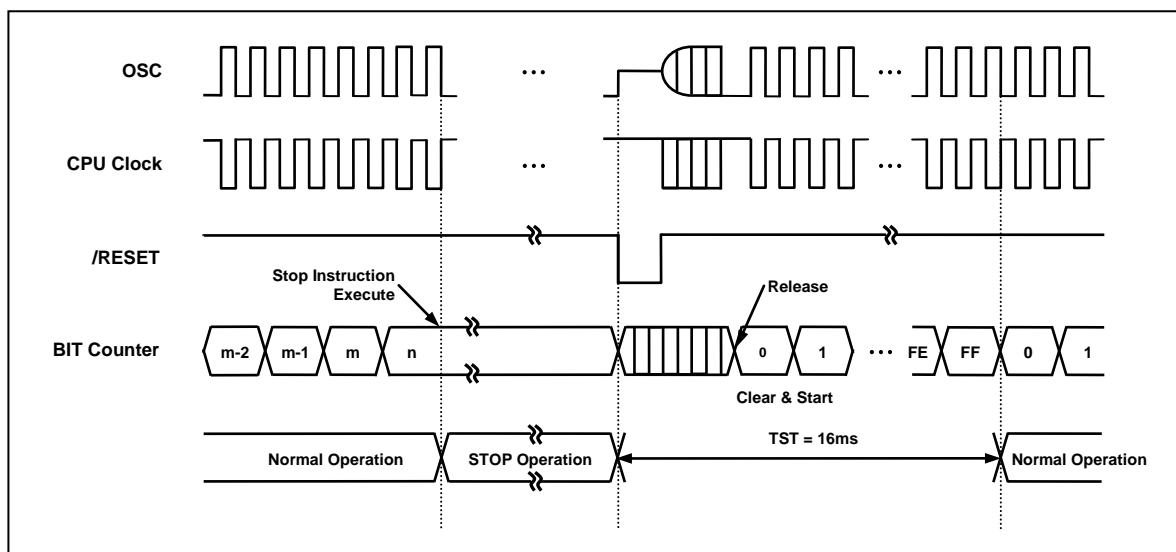 OSC
...
...
CPU Clock
...
...
/RESET
Stop Instruction
Execute
Release
BIT Counter
m-2 m-1 m n 0 1 ... FE FF 0 1
Clear & Start
TST = 16ms
Normal Operation STOP Operation Normal Operation